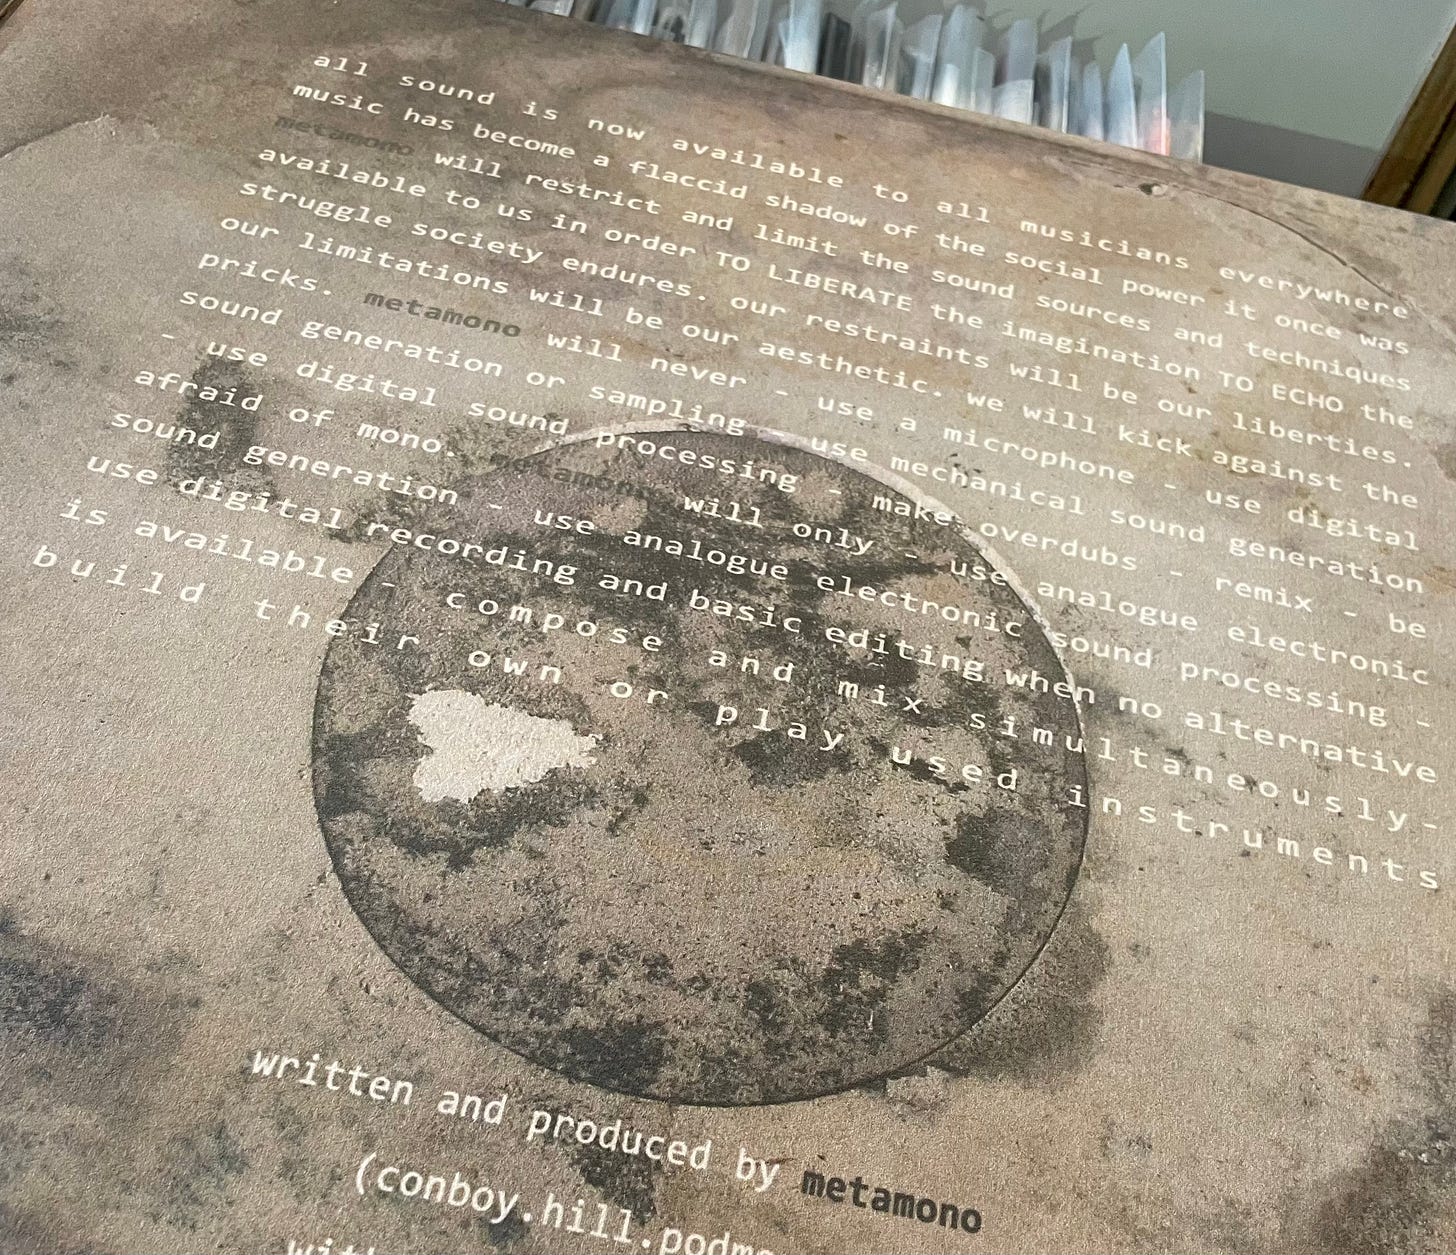 all sound is now available to all musicians everywhere
music has become a flaccid shadow of the social power it once was
metamono will restrict and limit the sound sources and techniques
available to us in order TO LIBERATE the imagination TO ECHO the
struggle society endures. our restraints will be our liberties.
our limitations will be our aesthetic. we will kick against the
pricks. metamono will never - use a microphone - use digital
sound generation or sampling - use mechanical sound generation
- use digital sound processing - make overdubs - remix - be
afraid of mono. metamono will only - use analogue electronic
sound generation - use analogue electronic sound processing -
use digital recording and basic editing when no alternative
is available - compose and mix simultaneously-
build their own or play used instruments
written and produced by metamono
(conboy.hill.